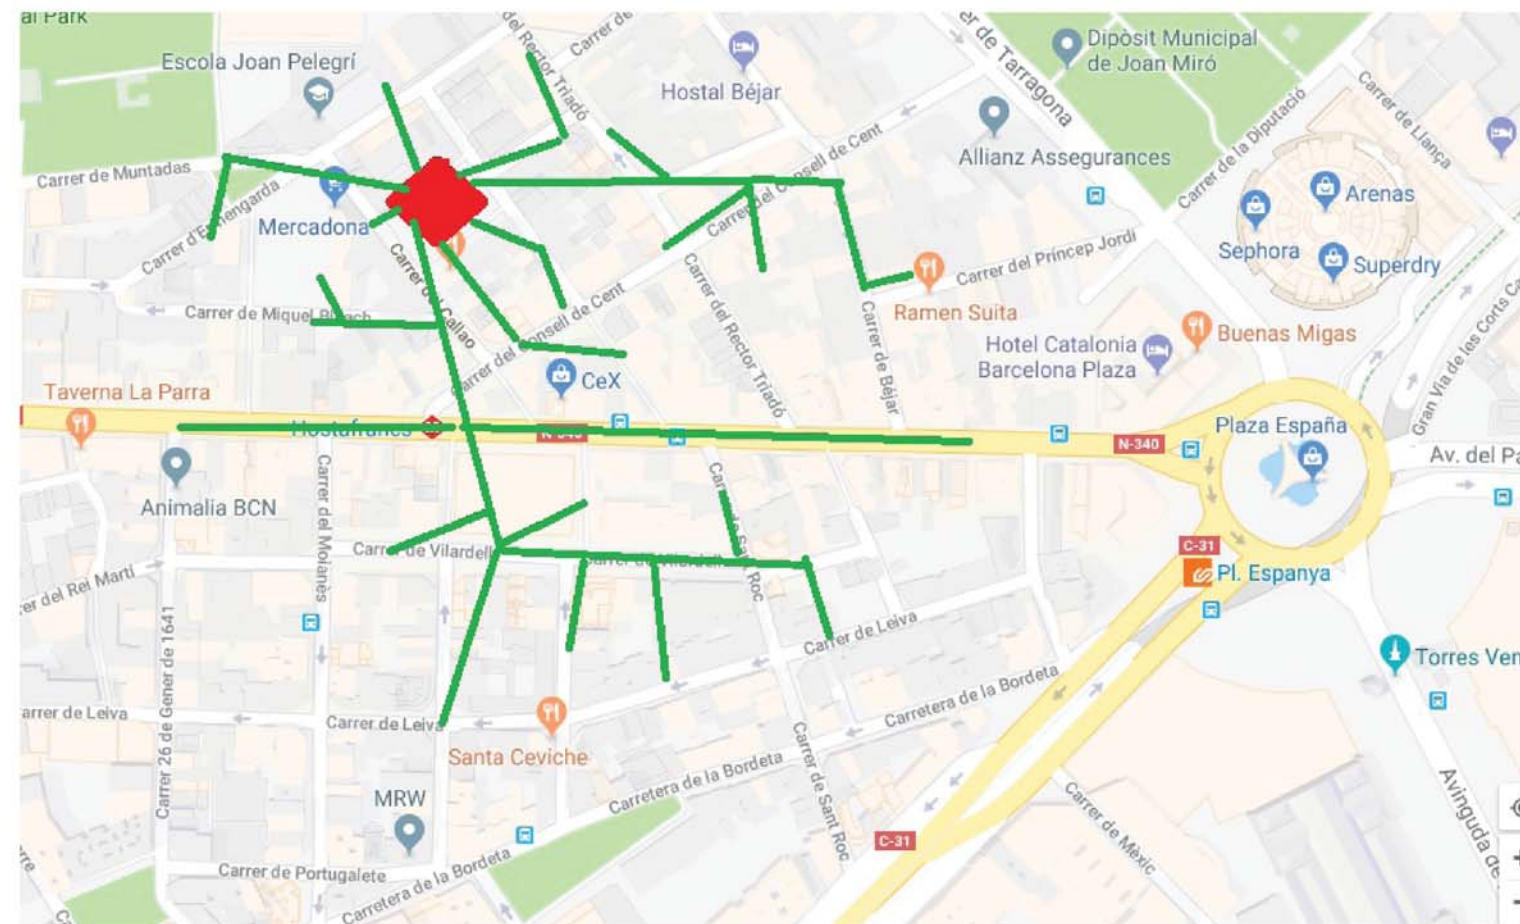 al Park
Escola Joan Pelegrí
del Rector Triadó
Carrer de
Hostal Béjar
er de Tarragona
Dipòsit Municipal
de Joan Miró
Carrer de Llança
Carrer de la Diputació
Carrer de Muntadas
Allianz Assegurances
Carrer del Consell de Cent
Arenas
Mercadona
Carrer d'Ermengarda
Sephora
Superdry
Carrer del Príncep Jordi
Carrer del Callao
Carrer de Miquel Bleach
Carrer del Consell de Cent
Carrer del Rector Triadó
Ramen Suita
Carrer de Béjar
Hotel Catalonia
Barcelona Plaza
Buenas Migas
Gran Via de les Corts Ca
CeX
Taverna La Parra
Hostafrancs
N-340
N-340
Plaza España
Av. del Pa
Animalia BCN
Carrer del Moianès
Carrer de Sant Roc
Carrer de Vilardell
Carrer de Vilardell
C-31
Pl. Espanya
er del Rei Martí
Carrer 26 de Gener de 1641
Carrer de Leiva
Torres Ven
arrer de Leiva
Carrer de Leiva
Carretera de la Bordeta
Santa Ceviche
Carretera de la Bordeta
Carrer de Sant Roc
MRW
C-31
Carrer de Mèxic
Avinguda de
Carrer de Portugalete
Carretera de la Bordeta